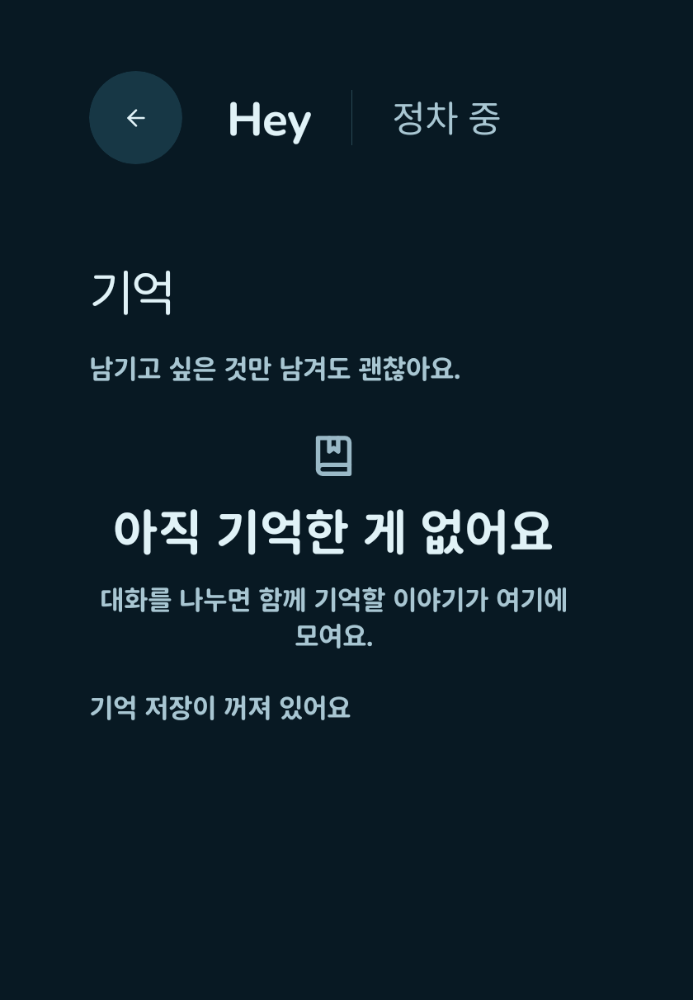 Hey 정차 중
기억
남기고 싶은 것만 남겨도 괜찮아요.
아직 기억한 게 없어요
대화를 나누면 함께 기억할 이야기가 여기에
모여요.
기억 저장이 꺼져 있어요